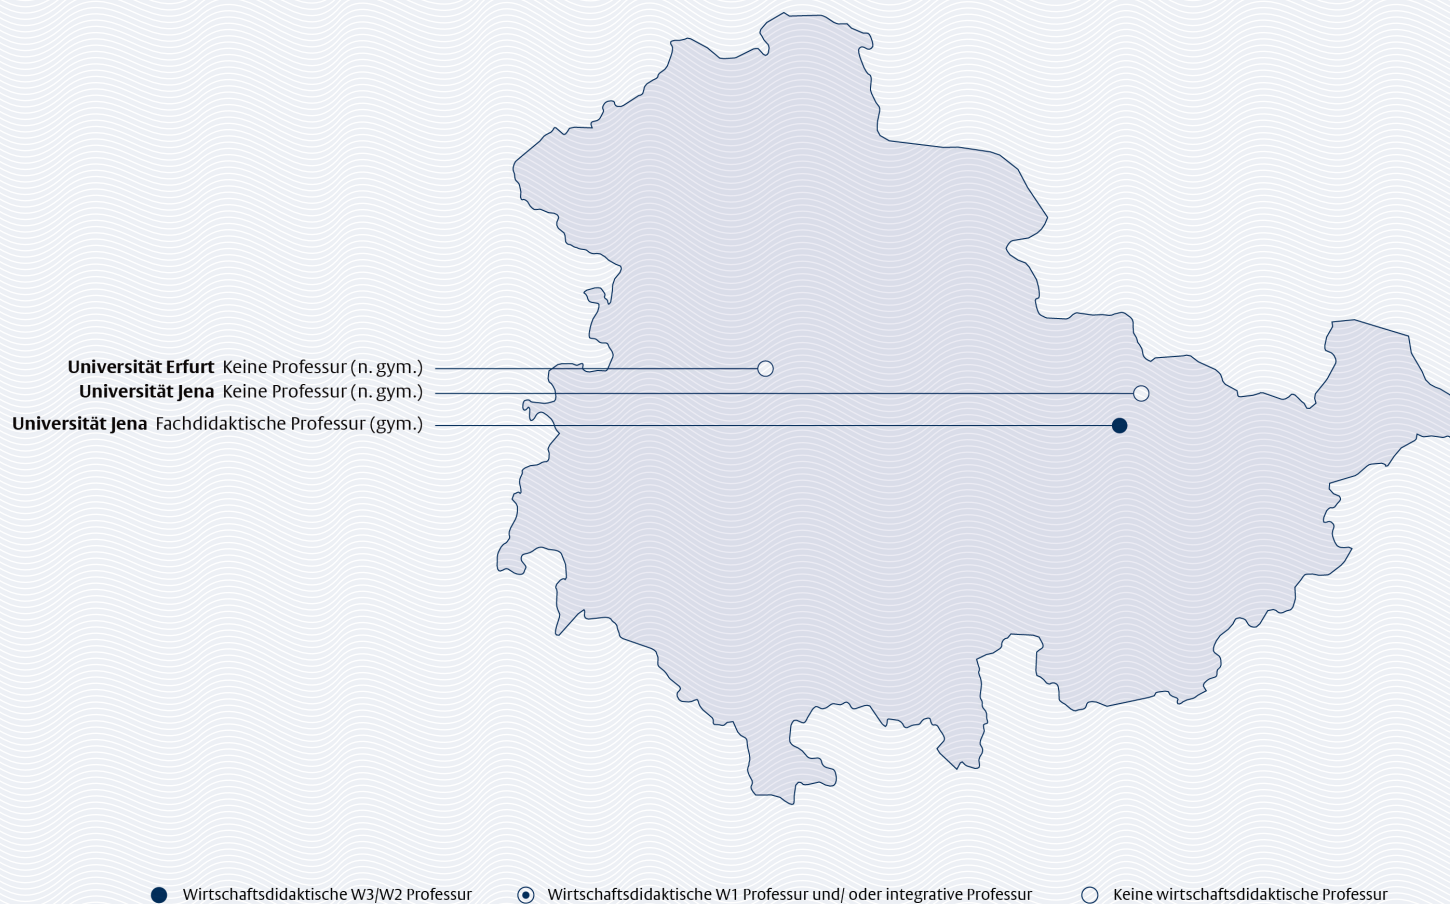 Universität Erfurt Keine Professur (n. gym.)
Universität Jena Keine Professur (n. gym.)
Universität Jena Fachdidaktische Professur (gym.)
Wirtschaftsdidaktische W3/W2 Professur
Wirtschaftsdidaktische W1 Professur und/ oder integrative Professur
Keine wirtschaftsdidaktische Professur